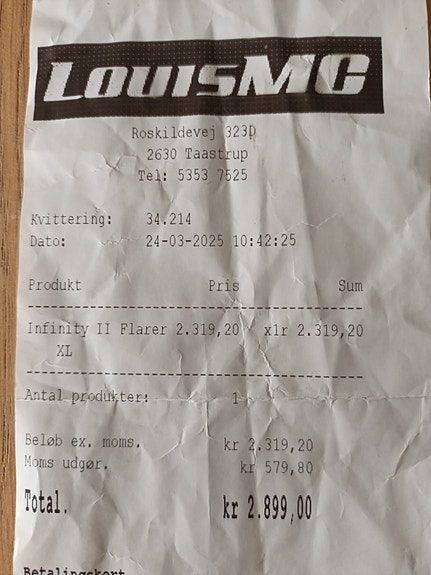 LouisMC
Roskildevej 323D
2630 Taastrup
Tel: 5353 7525
Kvittering: 34.214
Dato: 24-03-2025 10:42:25
Produkt Pris Sum
Infinity II Flarer 2.319,20 x1r 2.319,20
XL
Antal produkter: 1
Beløb ex. moms. kr 2.319,20
Moms udgør. kr 579,80
Total. kr 2.899,00
Betalingskort